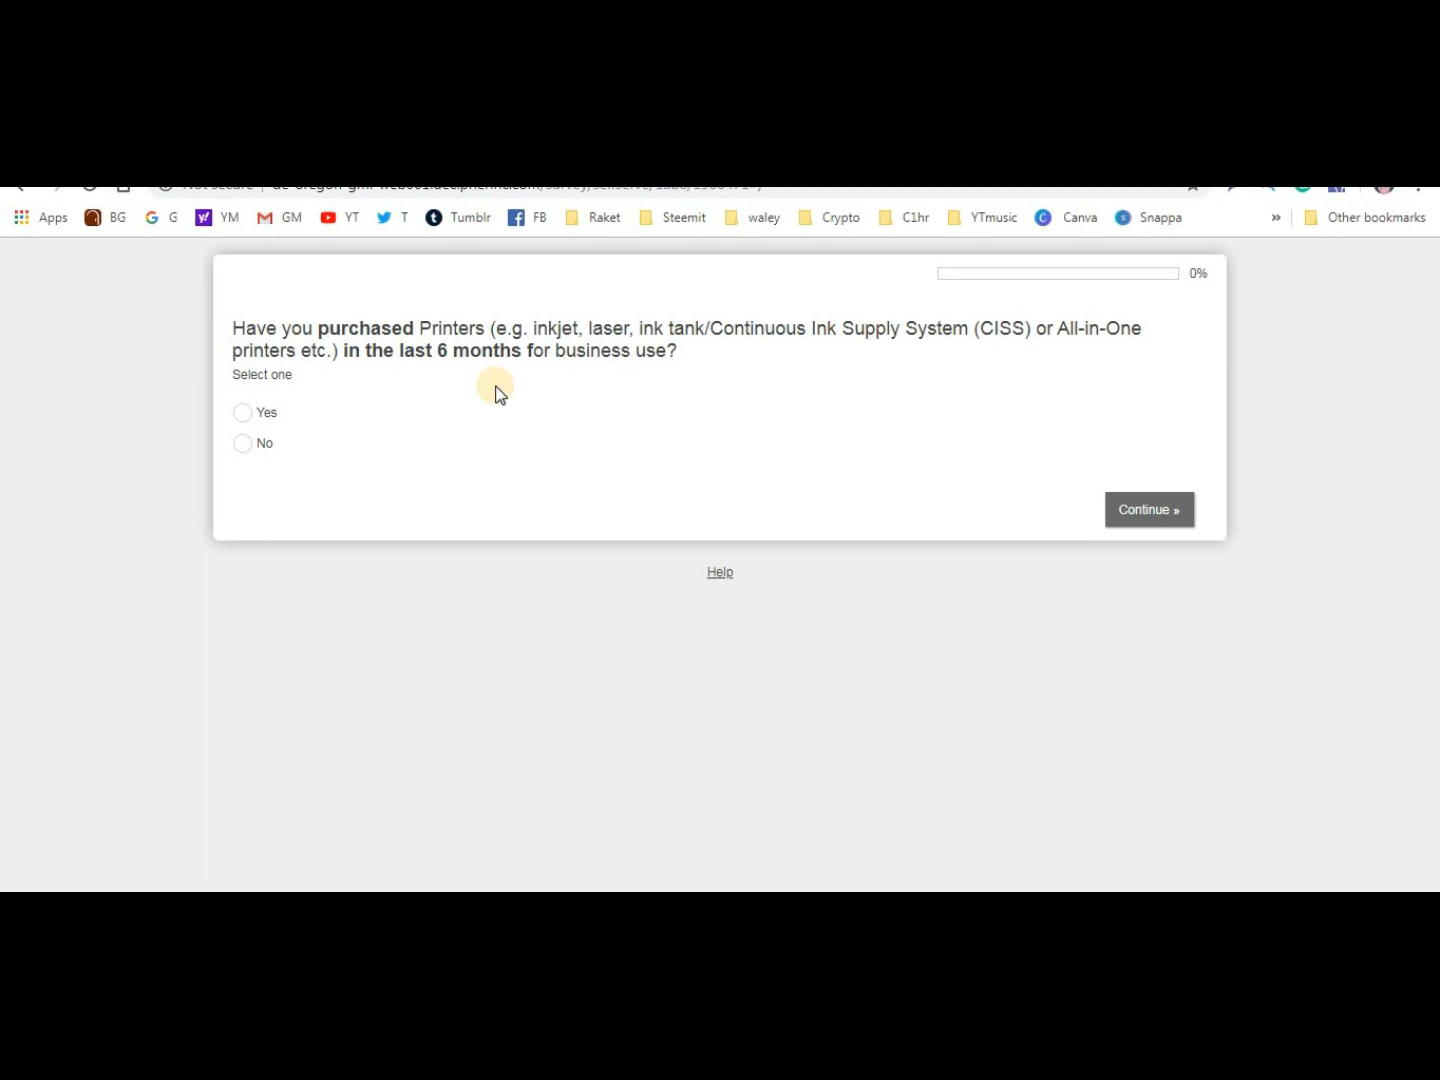 Apps BG G YM GM YT T Tumblr FB Raket Steemit waley Crypto C1hr YTmusic Canva Snappa » Other bookmarks
0%
Have you purchased Printers (e.g. inkjet, laser, ink tank/Continuous Ink Supply System (CISS) or All-in-One
printers etc.) in the last 6 months for business use?
Select one
Yes
No
Continue »
Help